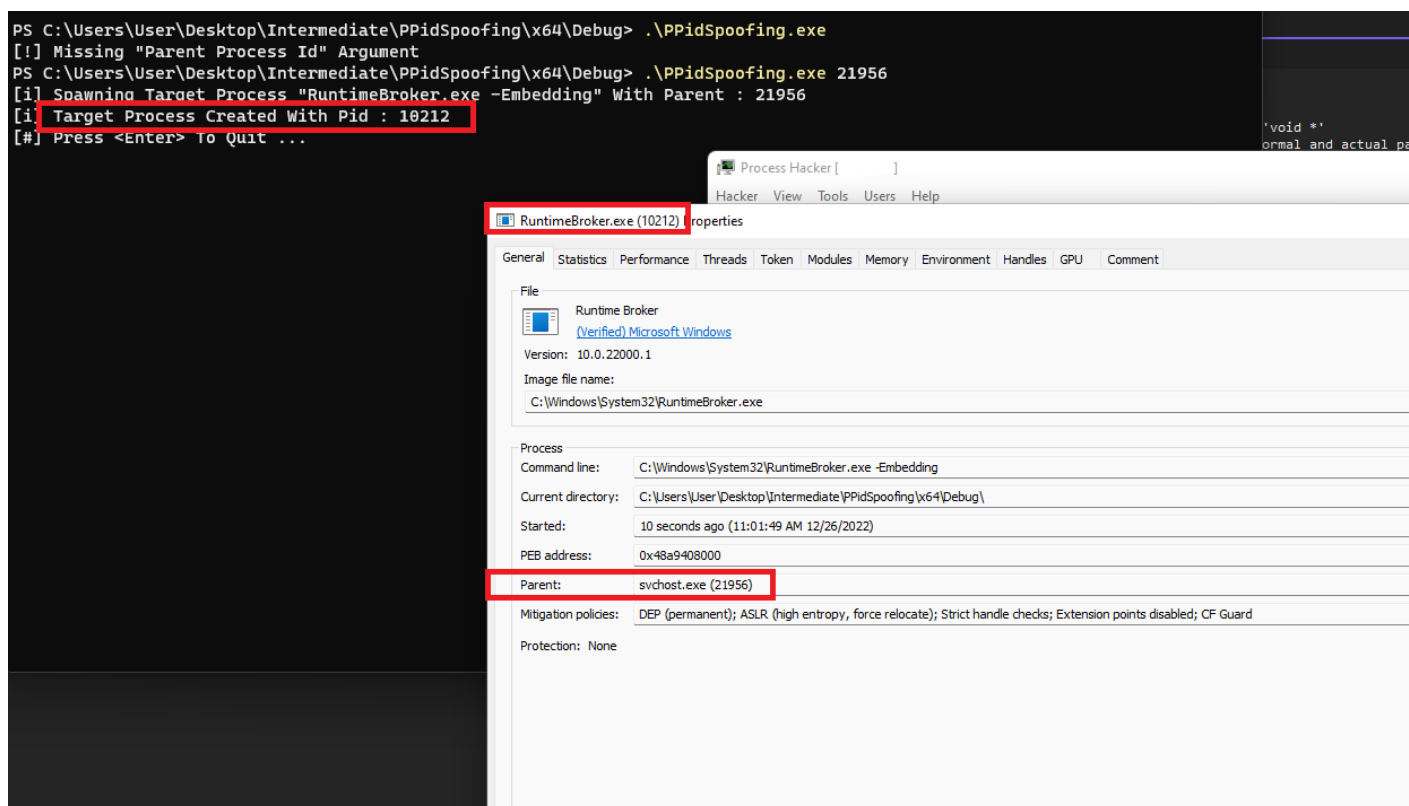 PS C:\Users\User\Desktop\Intermediate\PPidSpoofing\x64\Debug> .\PPidSpoofing.exe
[!] Missing "Parent Process Id" Argument
PS C:\Users\User\Desktop\Intermediate\PPidSpoofing\x64\Debug> .\PPidSpoofing.exe 21956
[i] Spawning Target Process "RuntimeBroker.exe -Embedding" With Parent : 21956
[i] Target Process Created With Pid : 10212
[#] Press <Enter> To Quit ...
'void *'
ormal and actual pa
Process Hacker [ ]
Hacker View Tools Users Help
RuntimeBroker.exe (10212) Properties
General Statistics Performance Threads Token Modules Memory Environment Handles GPU Comment
File
Runtime Broker
(Verified) Microsoft Windows
Version: 10.0.22000.1
Image file name:
C:\Windows\System32\RuntimeBroker.exe
Process
Command line: C:\Windows\System32\RuntimeBroker.exe -Embedding
Current directory: C:\Users\User\Desktop\Intermediate\PPidSpoofing\x64\Debug\
Started: 10 seconds ago (11:01:49 AM 12/26/2022)
PEB address: 0x48a9408000
Parent: svchost.exe (21956)
Mitigation policies: DEP (permanent); ASLR (high entropy, force relocate); Strict handle checks; Extension points disabled; CF Guard
Protection: None